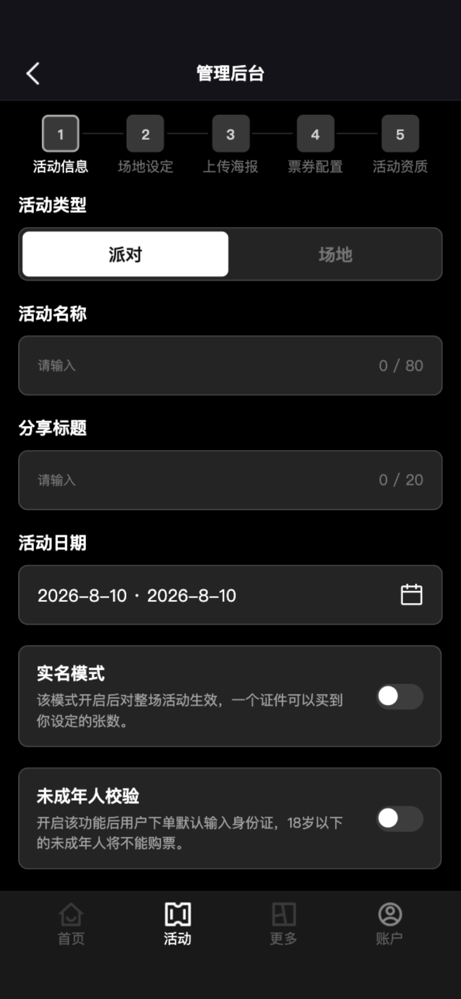 管理后台
1 2 3 4 5
活动信息 场地设定 上传海报 票券配置 活动资质
活动类型
派对 场地
活动名称
请输入 0 / 80
分享标题
请输入 0 / 20
活动日期
2026-8-10 · 2026-8-10
实名模式
该模式开启后对整场活动生效，一个证件可以买到
你设定的张数。
未成年人校验
开启该功能后用户下单默认输入身份证，18岁以下
的未成年人将不能购票。
首页 活动 更多 账户